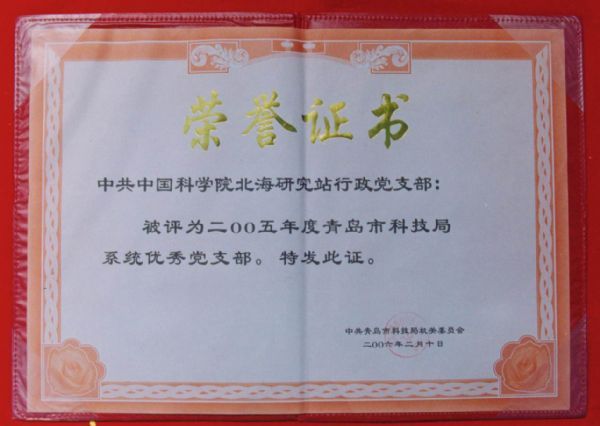 荣誉证书
中共中国科学院北海研究站行政党支部：
被评为二OO五年度青岛市科技局
系统优秀党支部。特发此证。
中共青岛市科技局机关委员会
二OO六年二月十日